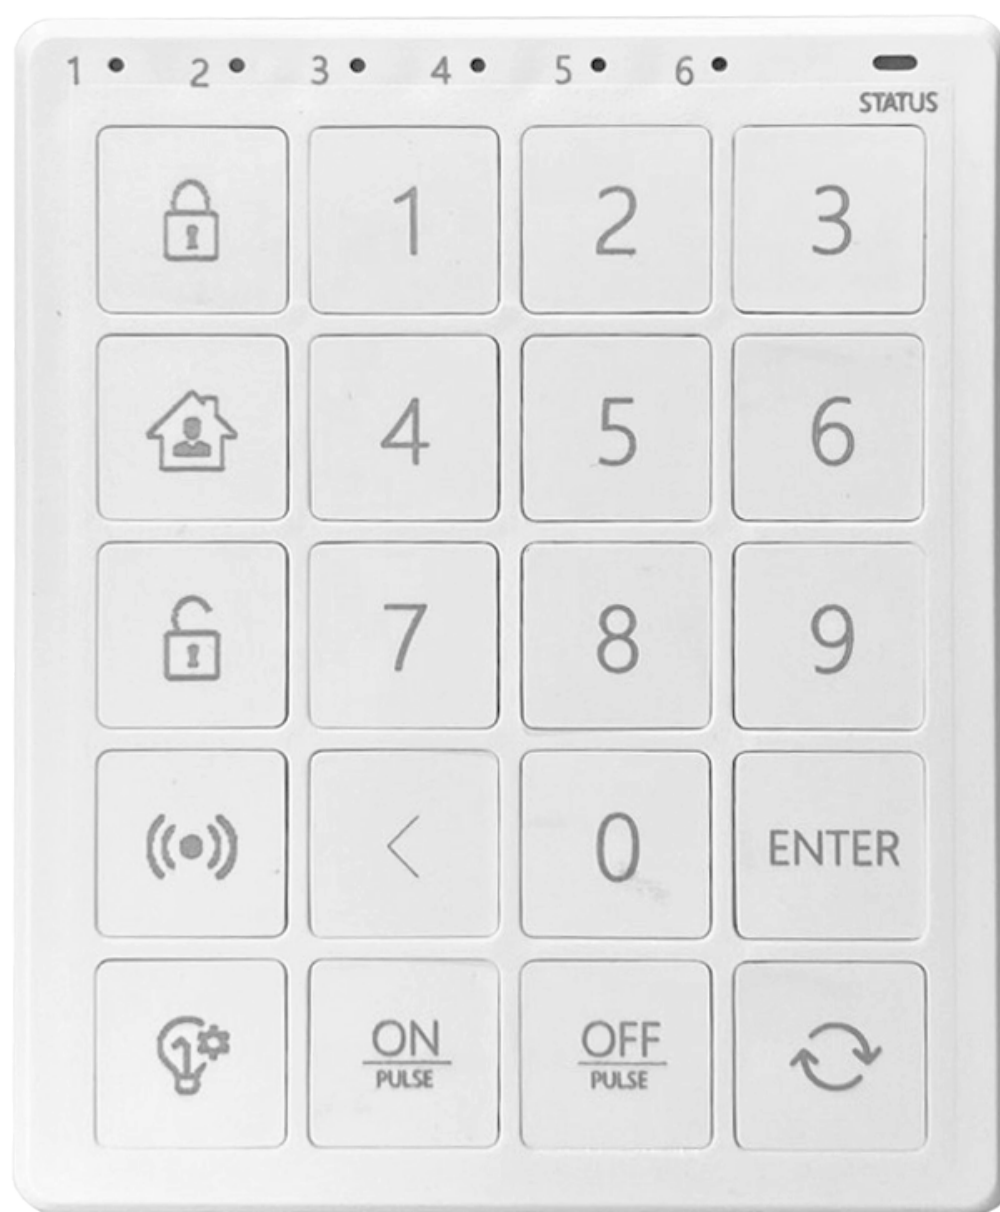 1 2 3 4 5 6
STATUS
1 2 3
4 5 6
7 8 9
< 0 ENTER
ON OFF
PULSE PULSE